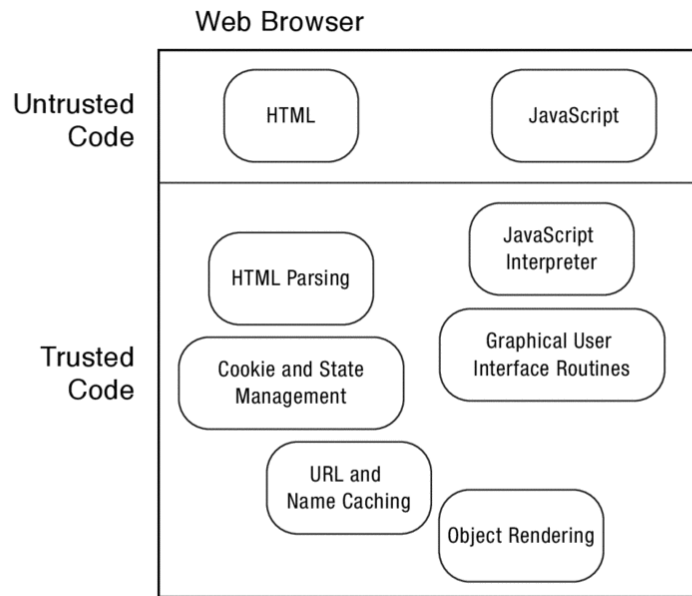 Web Browser
Untrusted
Code
HTML
JavaScript
Trusted
Code
JavaScript
Interpreter
HTML Parsing
Graphical User
Interface Routines
Cookie and State
Management
URL and
Name Caching
Object Rendering